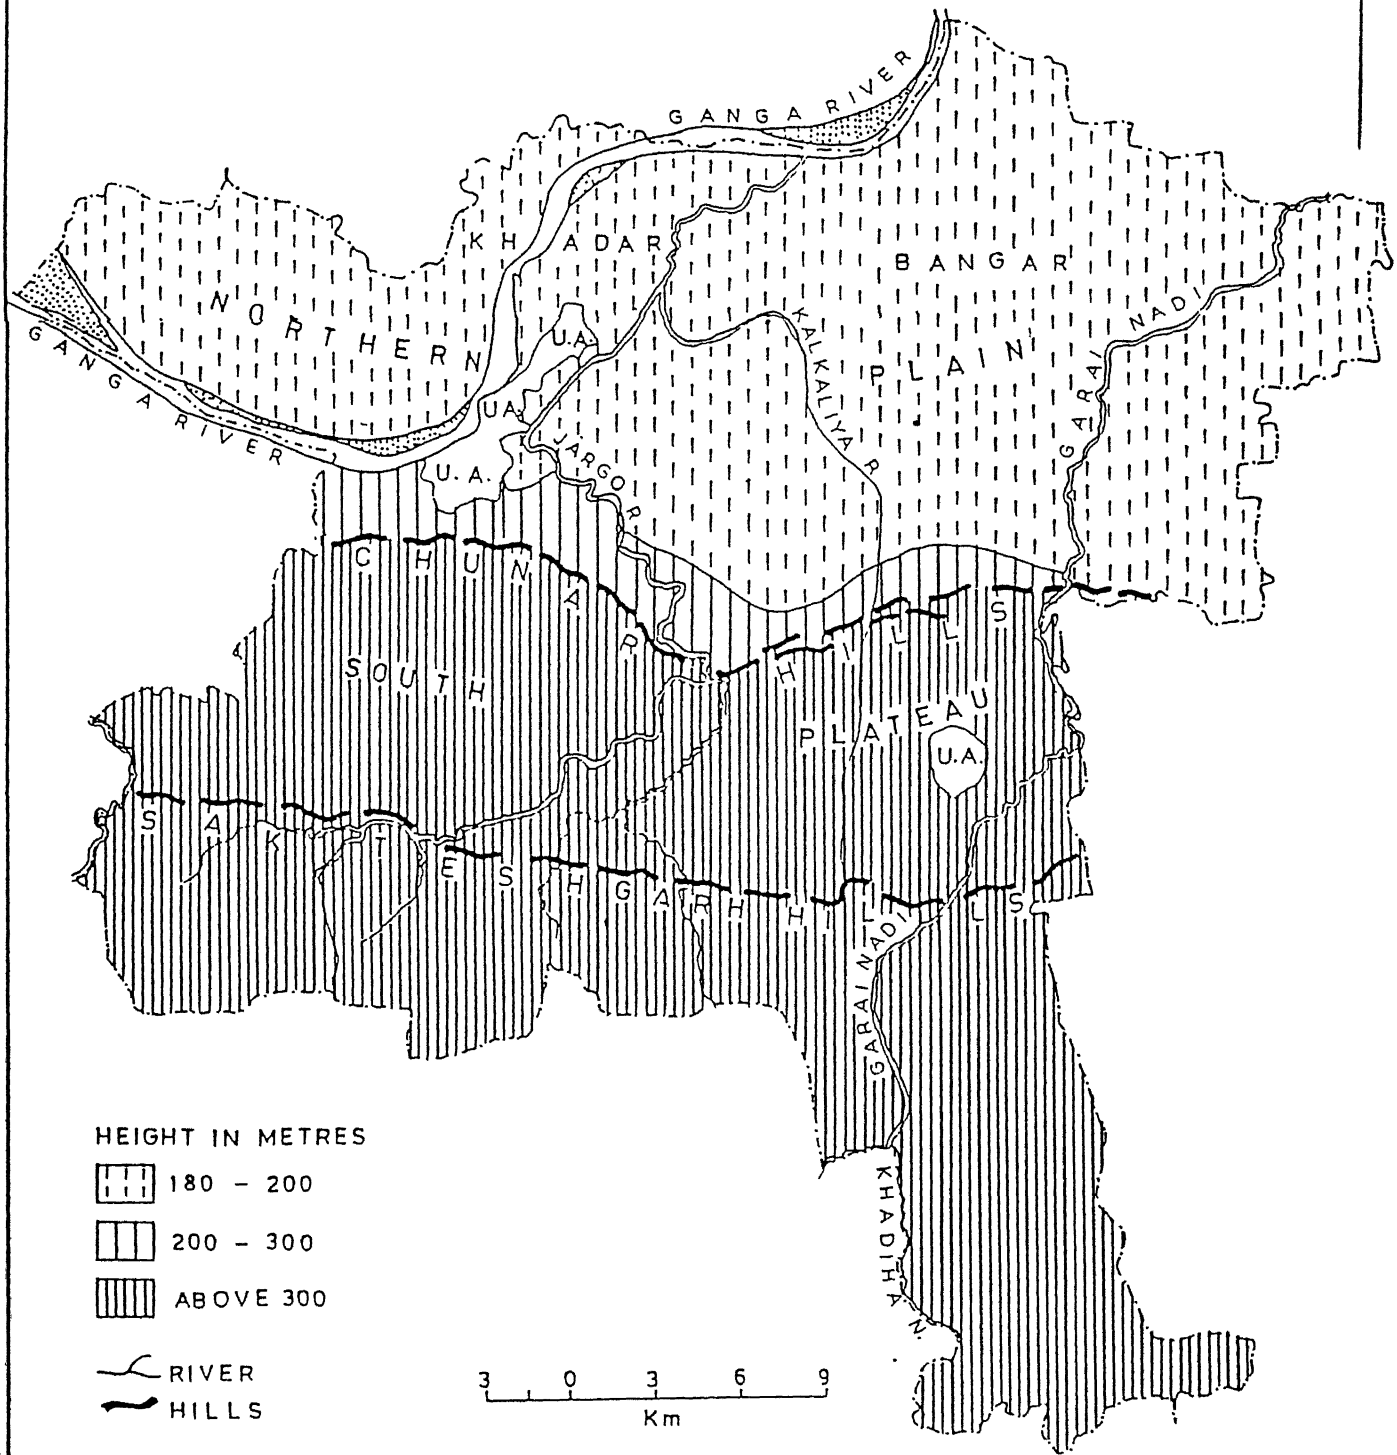 GANGA RIVER
KHADAR
BANGAR
NORTHERN
PLAIN
GANGA RIVER
U.A.
U.A.
U.A.
KALKALIYA R
GARAI NADI
JARGO R
CHUNAR HILLS
SOUTH
PLATEAU
U.A.
SAKTESHGARH HILLS
GARAI NADI
KHADIHA N.
HEIGHT IN METRES
180 - 200
200 - 300
ABOVE 300
RIVER
HILLS
3 0 3 6 9
Km